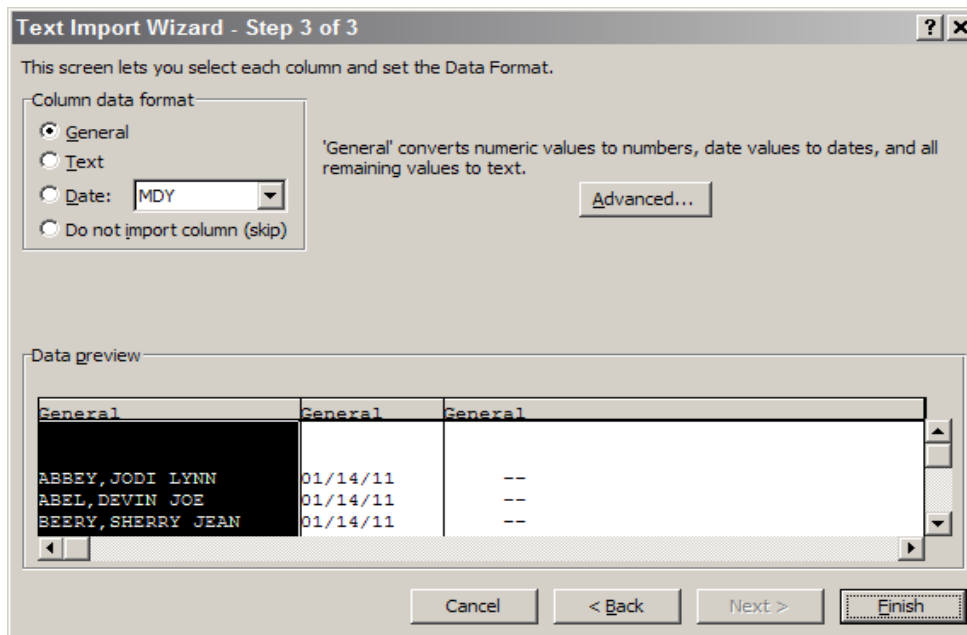 Text Import Wizard - Step 3 of 3
This screen lets you select each column and set the Data Format.
Column data format
General
Text
Date: MDY
Do not import column (skip)
'General' converts numeric values to numbers, date values to dates, and all
remaining values to text.
Advanced...
Data preview
General General General
ABBEY,JODI LYNN 01/14/11 --
ABEL,DEVIN JOE 01/14/11 --
BEERY,SHERRY JEAN 01/14/11 --
Cancel < Back Next > Finish